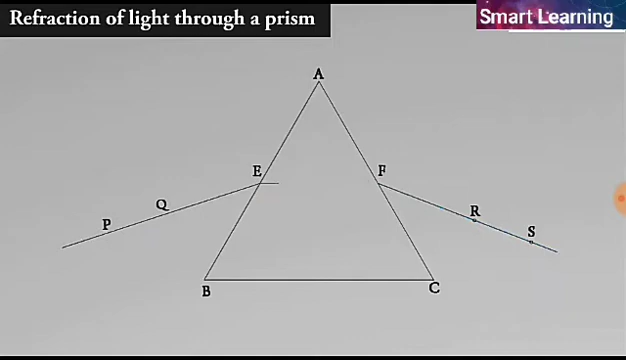 Refraction of light through a prism
Smart Learning
A
E
F
Q
P
R
S
B
C